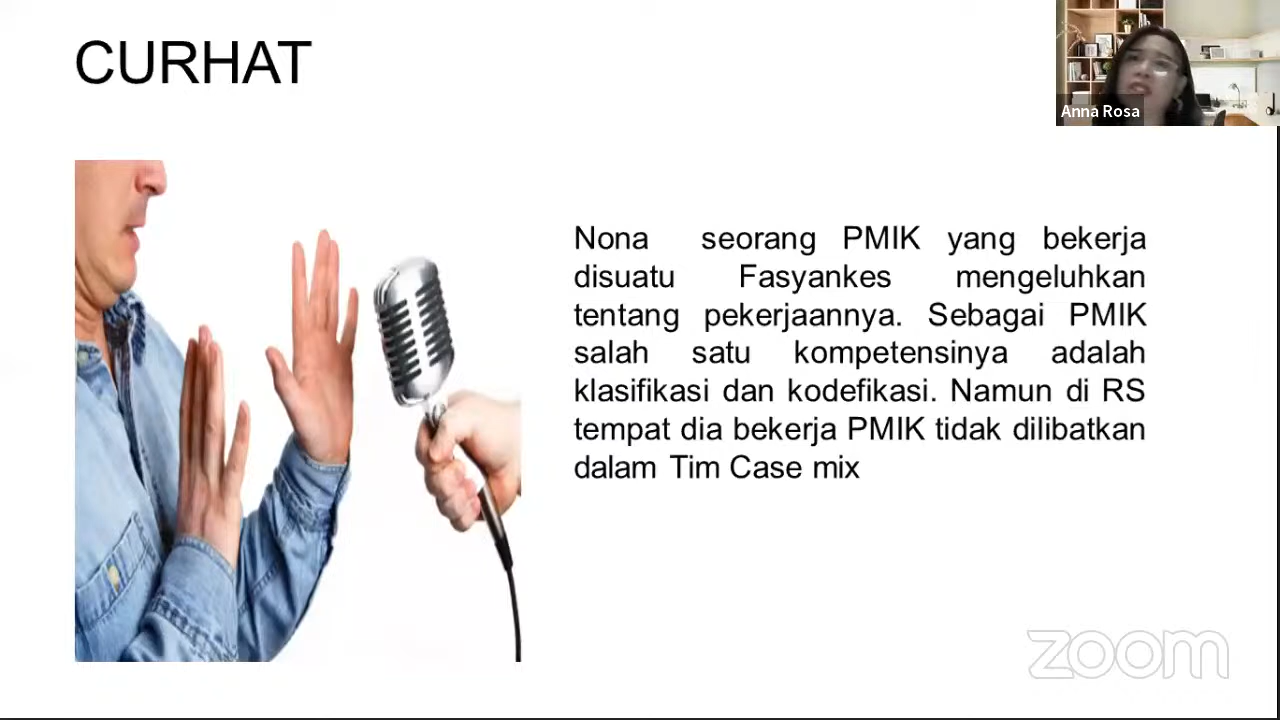 CURHAT
Anna Rosa
Nona seorang PMIK yang bekerja
disuatu Fasyankes mengeluhkan
tentang pekerjaannya. Sebagai PMIK
salah satu kompetensinya adalah
klasifikasi dan kodefikasi. Namun di RS
tempat dia bekerja PMIK tidak dilibatkan
dalam Tim Case mix
zoom